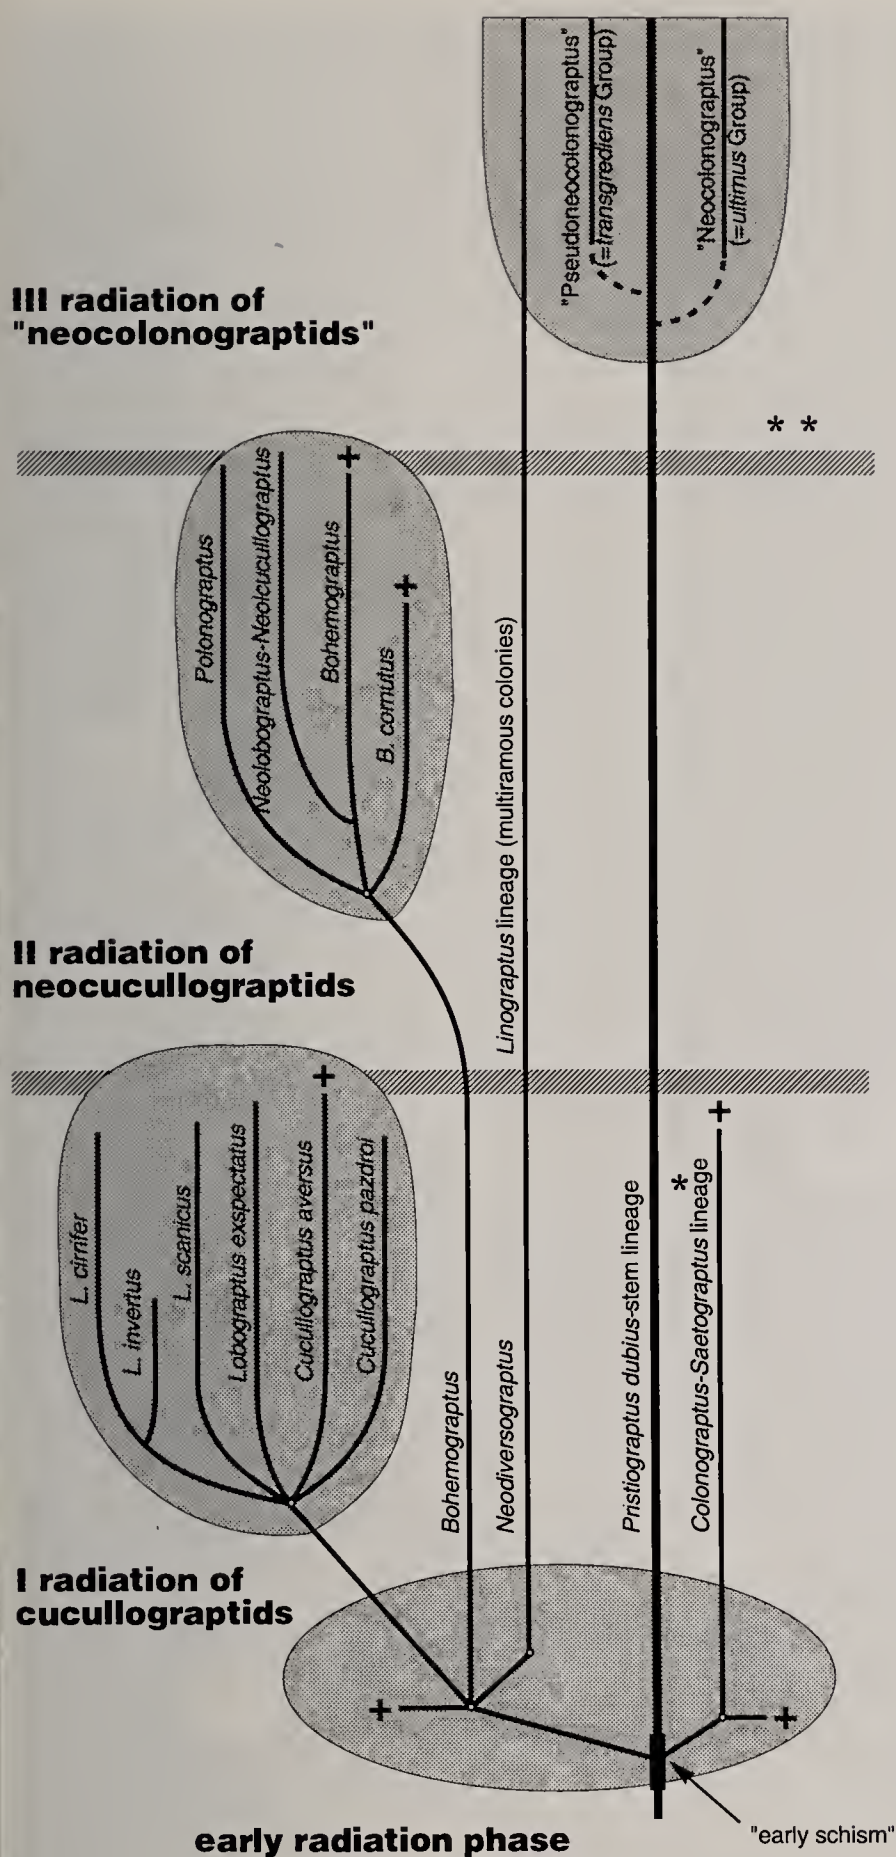 "Pseudoneocolonograptus"
(=transgrediens Group)
"Neocolonograptus"
(=ultimus Group)
III radiation of
"neocolonograptids"
* *
+
Polonograptus
Neolobograptus-Neolcucullograptus
Bohemograptus
+
B. cornutus
Linograptus lineage (multiramous colonies)
II radiation of
neocucullograptids
+
+
L. cirrifer
L. invertus
L. scanicus
Lobograptus exspectatus
Cucullograptus aversus
Cucullograptus pazdroi
Bohemograptus
Neodiversograptus
Pristiograptus dubius-stem lineage
*
Colonograptus-Saetograptus lineage
I radiation of
cucullograptids
+
+
"early schism"
early radiation phase